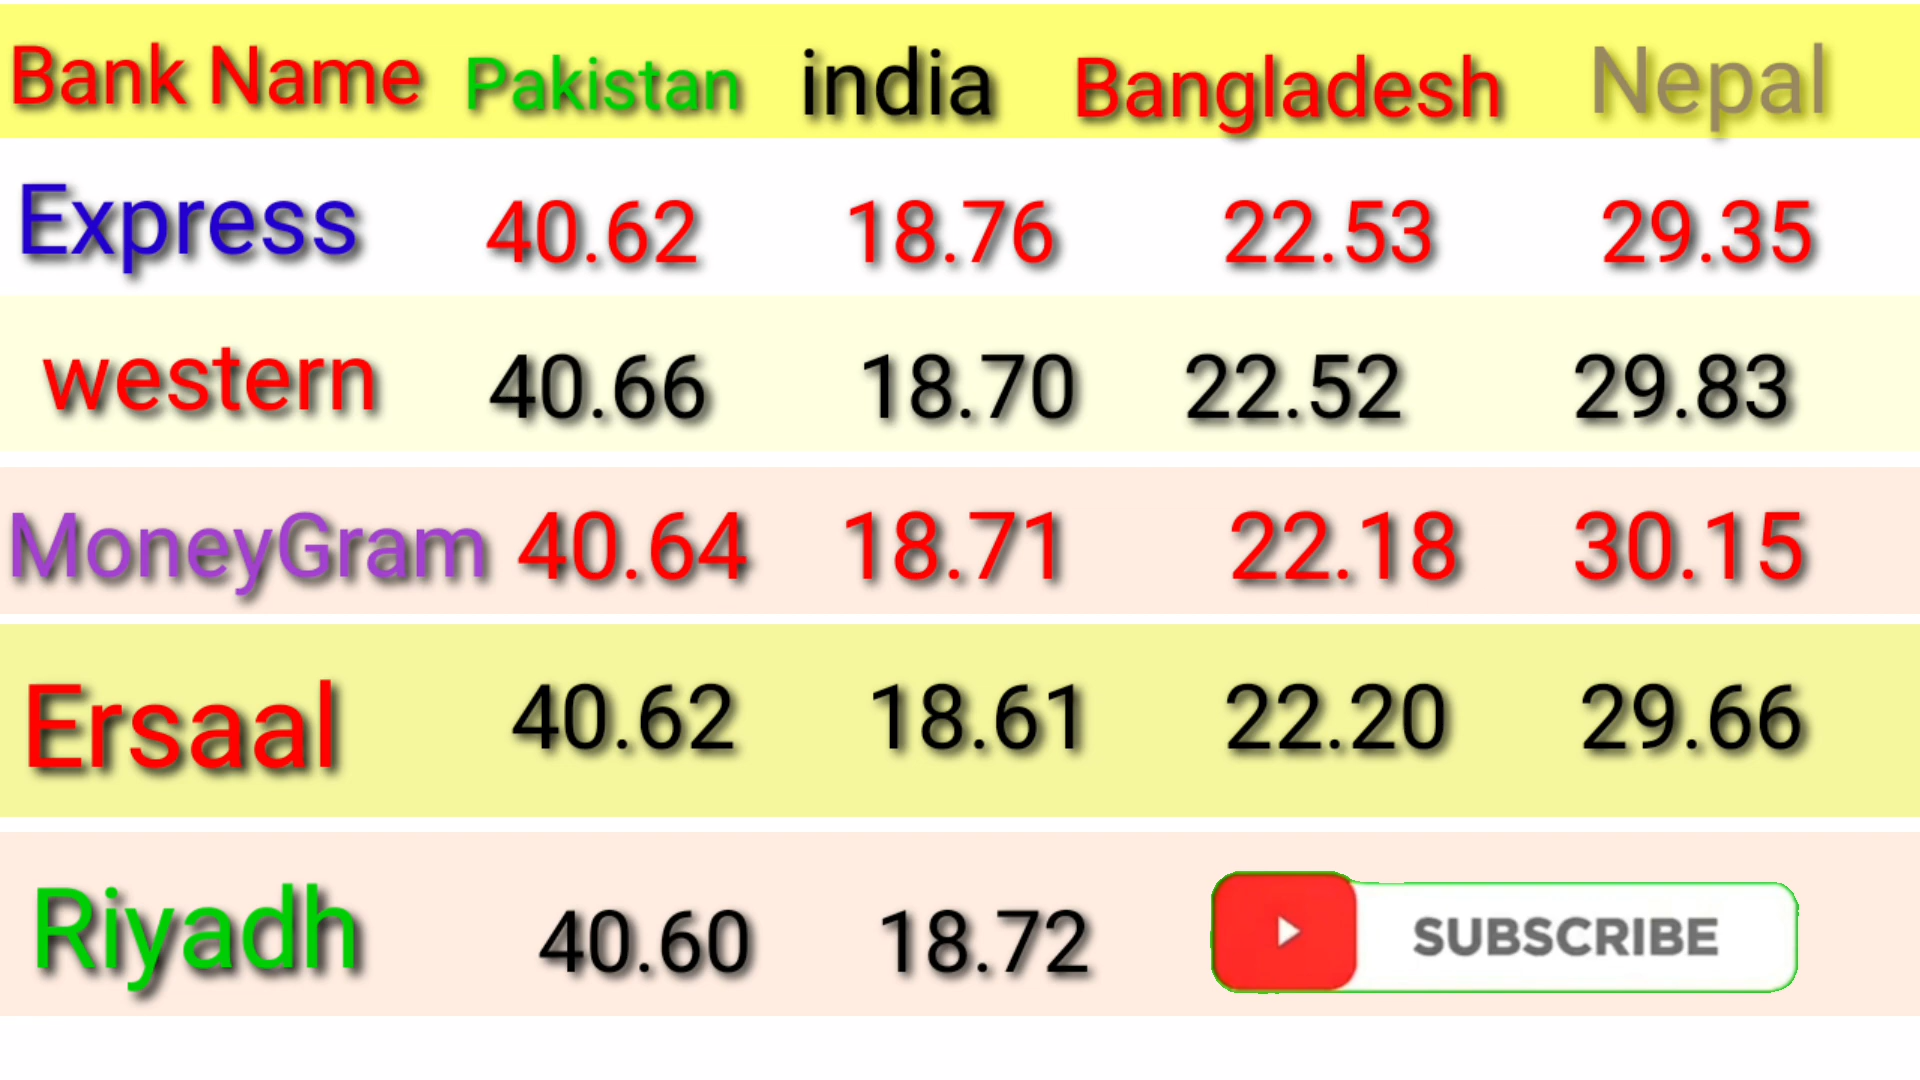 Bank Name Pakistan india Bangladesh Nepal
Express 40.62 18.76 22.53 29.35
western 40.66 18.70 22.52 29.83
MoneyGram 40.64 18.71 22.18 30.15
Ersaal 40.62 18.61 22.20 29.66
Riyadh 40.60 18.72 SUBSCRIBE